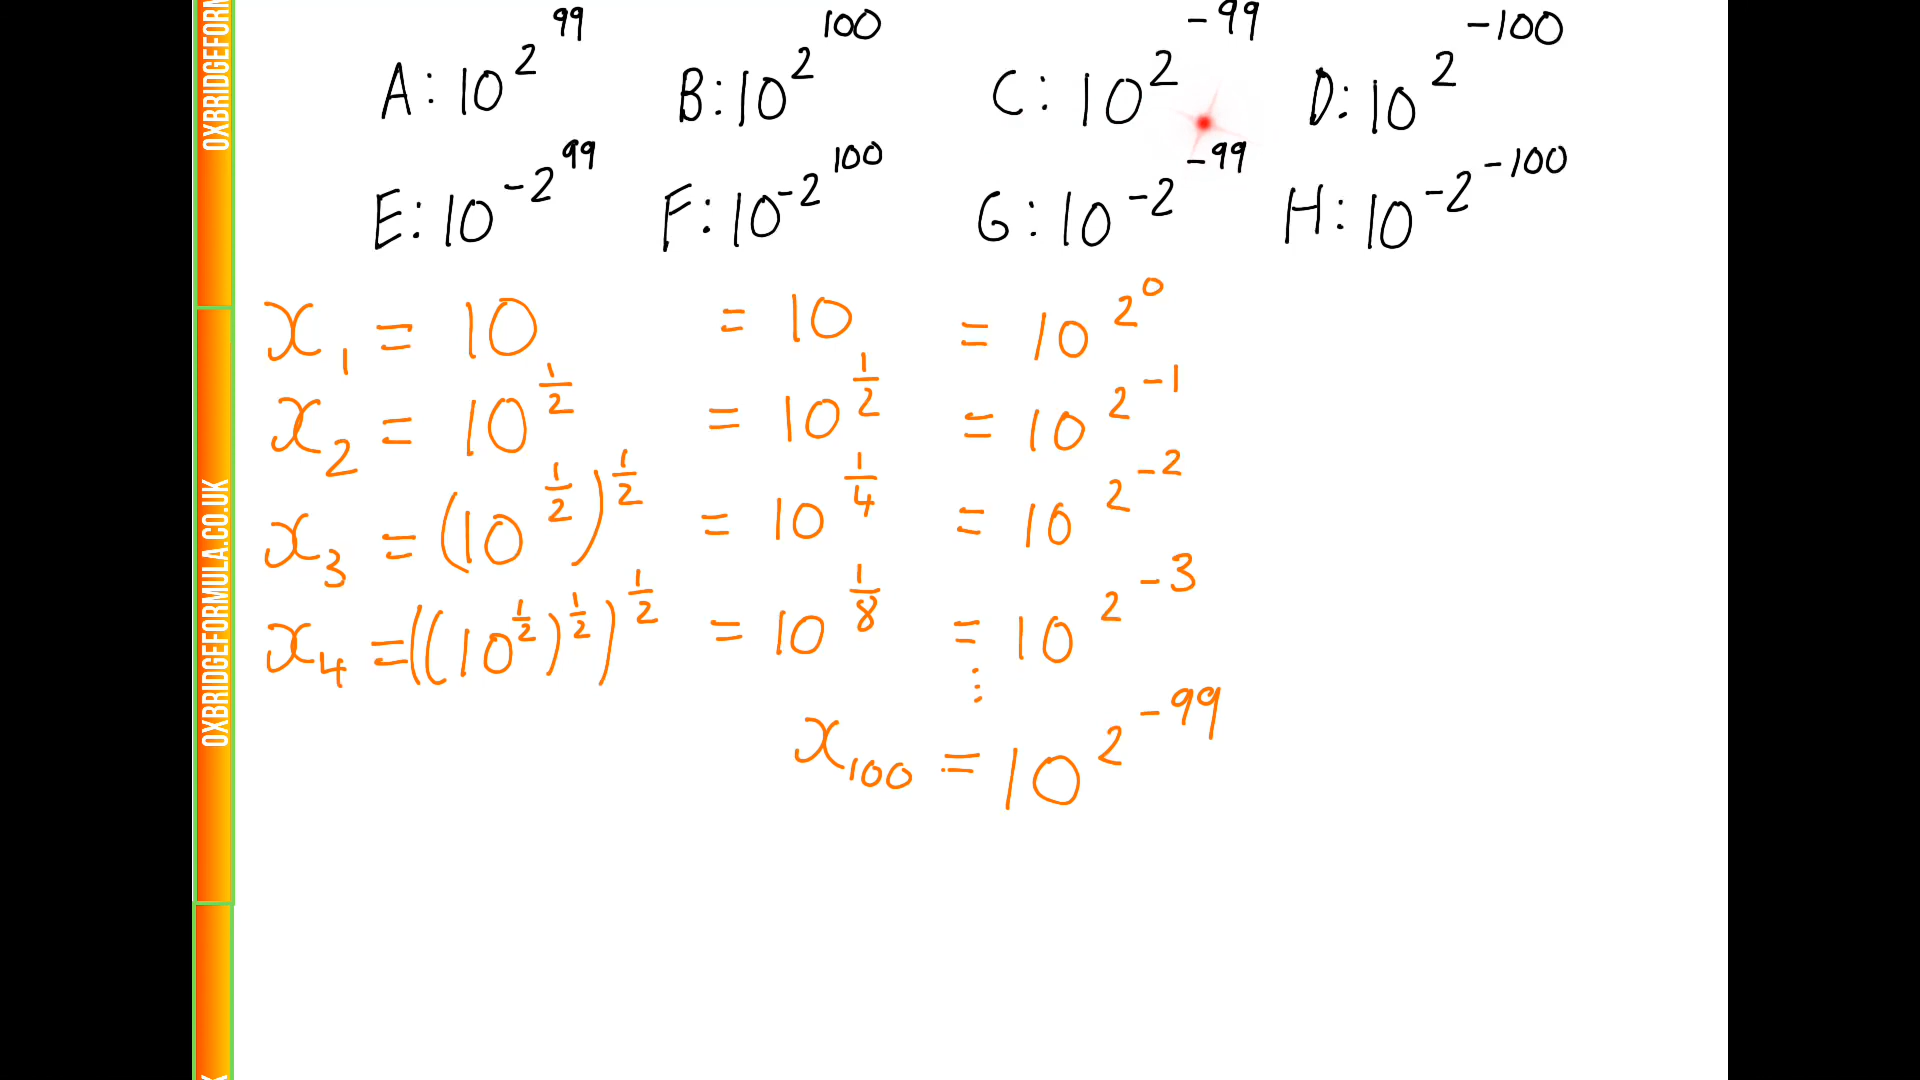 A: 10^2^99 B: 10^2^100 C: 10^2^-99 D: 10^2^-100
E: 10^-2^99 F: 10^-2^100 G: 10^-2^-99 H: 10^-2^-100
x₁ = 10 = 10 = 10^2^0
x₂ = 10^1/2 = 10^1/2 = 10^2^-1
x₃ = (10^1/2)^1/2 = 10^1/4 = 10^2^-2
x₄ = ((10^1/2)^1/2)^1/2 = 10^1/8 = 10^2^-3
⋮
x₁₀₀ = 10^2^-99
OXBRIDGEFORM
OXBRIDGEFORMULA.CO.UK